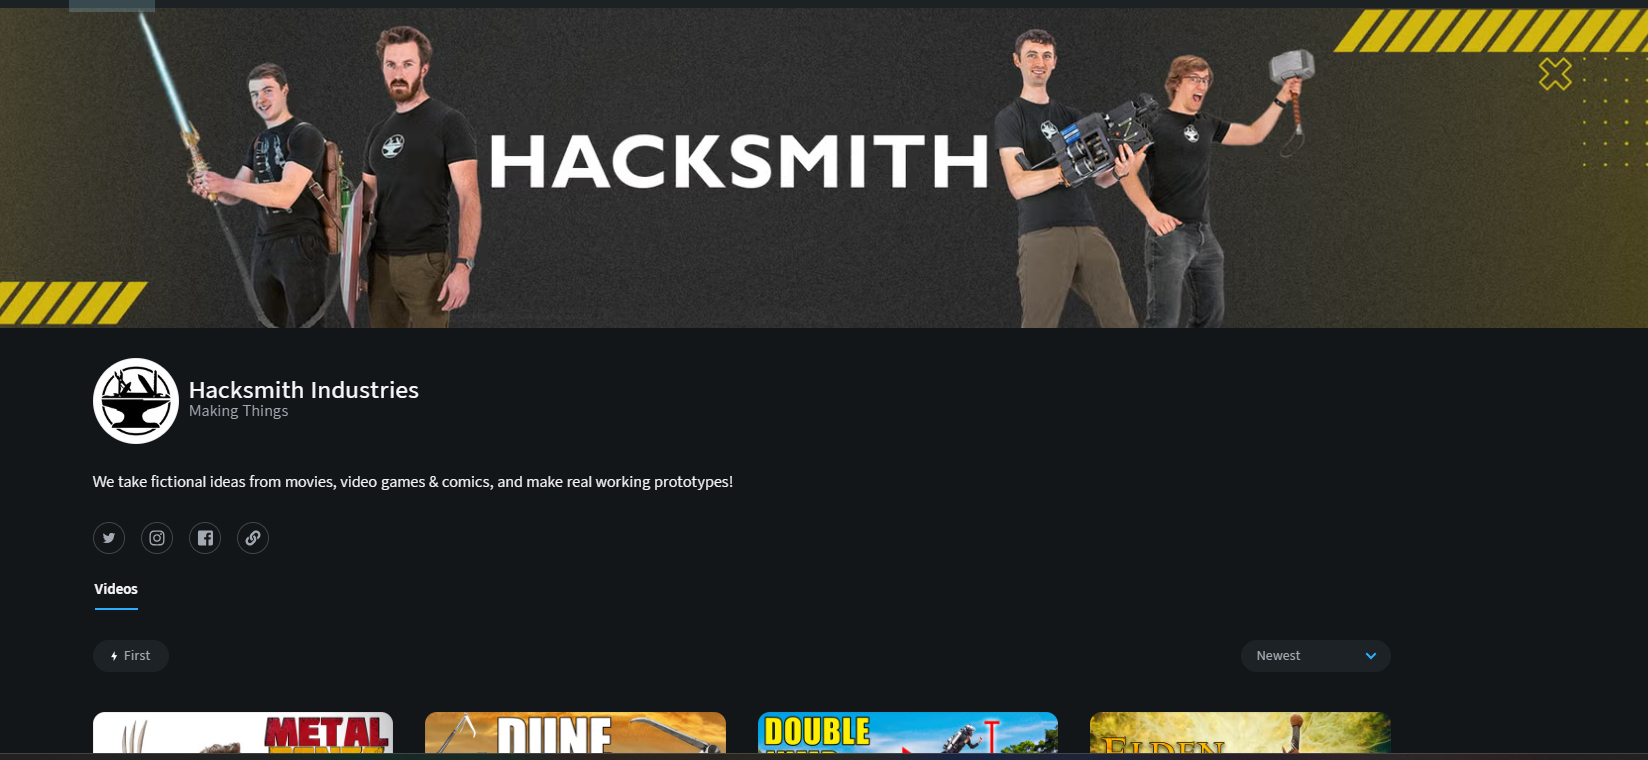 HACKSMITH
Hacksmith Industries
Making Things
We take fictional ideas from movies, video games & comics, and make real working prototypes!
Videos
First
Newest
METAL
DUNE
DOUBLE
ELDEN